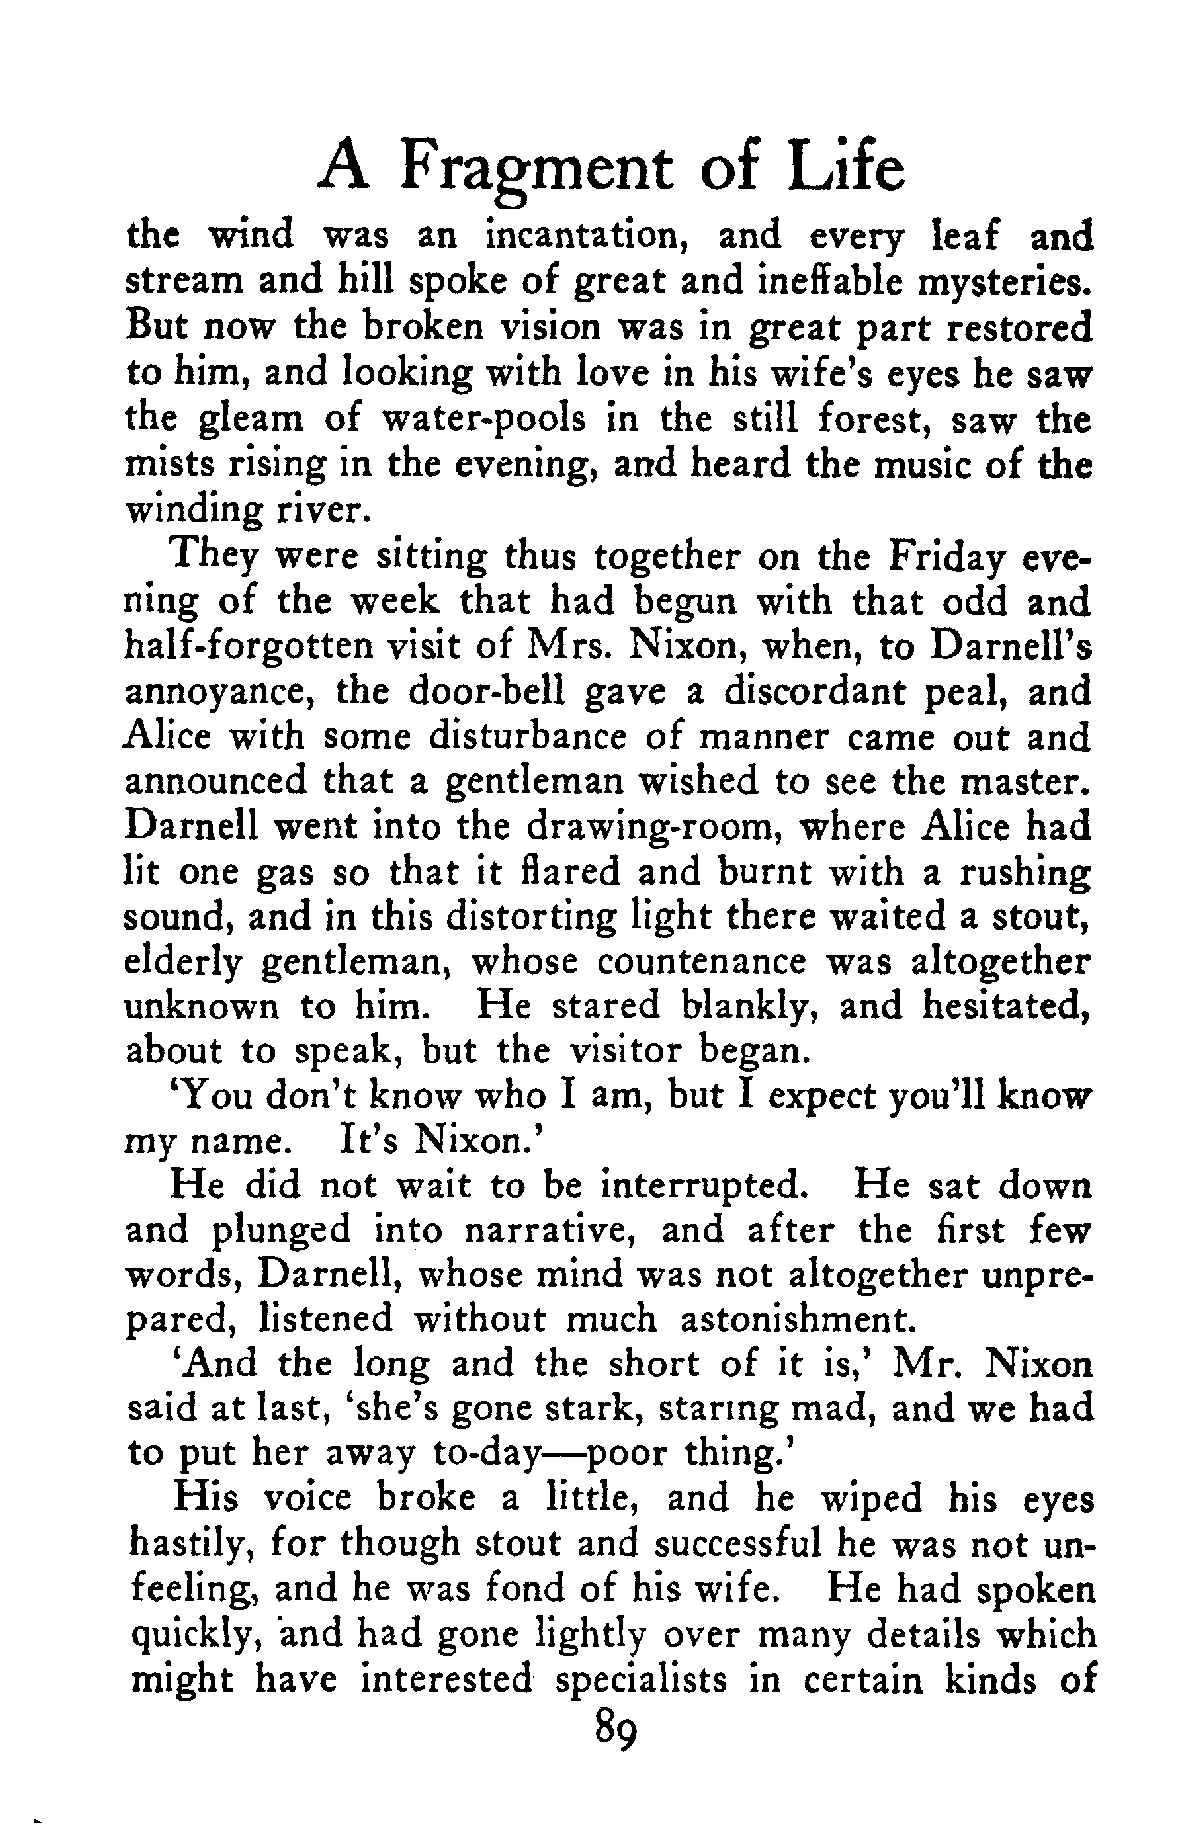 A Fragment of Life
the wind was an incantation, and every leaf and
stream and hill spoke of great and ineffable mysteries.
But now the broken vision was in great part restored
to him, and looking with love in his wife's eyes he saw
the gleam of water-pools in the still forest, saw the
mists rising in the evening, and heard the music of the
winding river.
They were sitting thus together on the Friday eve-
ning of the week that had begun with that odd and
half-forgotten visit of Mrs. Nixon, when, to Darnell's
annoyance, the door-bell gave a discordant peal, and
Alice with some disturbance of manner came out and
announced that a gentleman wished to see the master.
Darnell went into the drawing-room, where Alice had
lit one gas so that it flared and burnt with a rushing
sound, and in this distorting light there waited a stout,
elderly gentleman, whose countenance was altogether
unknown to him. He stared blankly, and hesitated,
about to speak, but the visitor began.
‘You don't know who I am, but I expect you'll know
my name. It's Nixon.’
He did not wait to be interrupted. He sat down
and plunged into narrative, and after the first few
words, Darnell, whose mind was not altogether unpre-
pared, listened without much astonishment.
‘And the long and the short of it is,’ Mr. Nixon
said at last, ‘she's gone stark, staring mad, and we had
to put her away to-day—poor thing.’
His voice broke a little, and he wiped his eyes
hastily, for though stout and successful he was not un-
feeling, and he was fond of his wife. He had spoken
quickly, and had gone lightly over many details which
might have interested specialists in certain kinds of
89